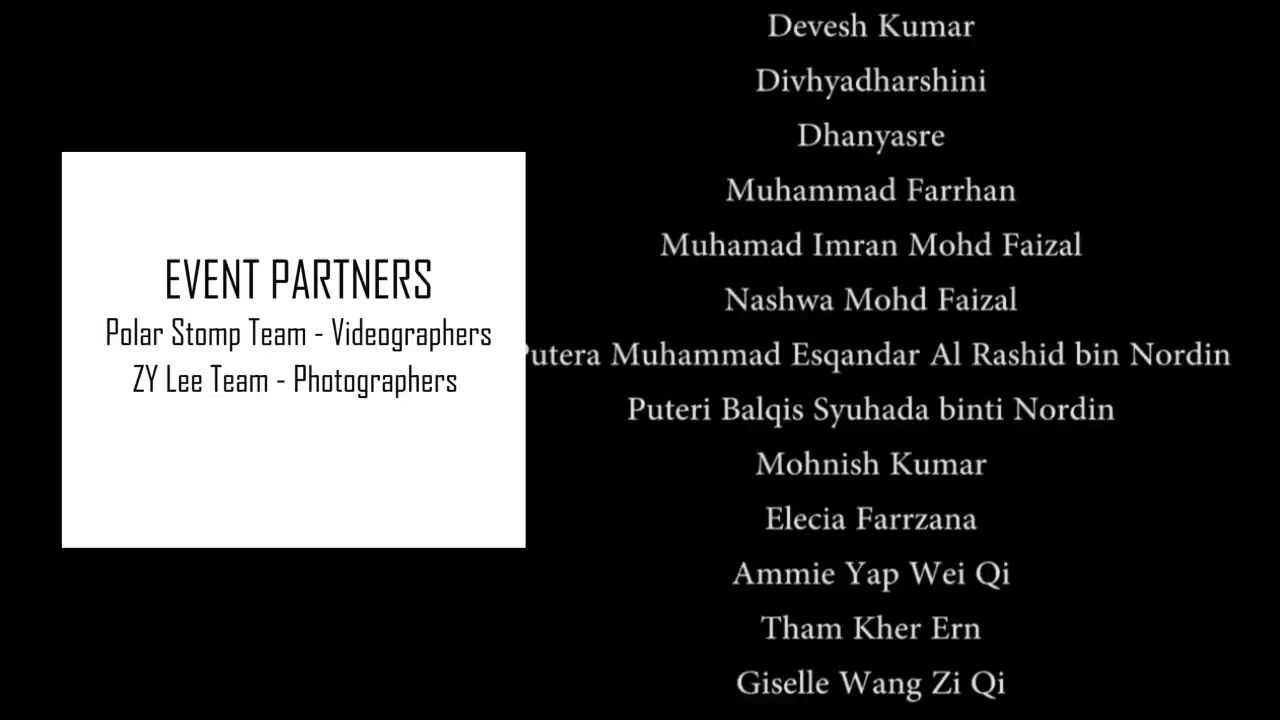 EVENT PARTNERS
Polar Stomp Team - Videographers
ZY Lee Team - Photographers
Devesh Kumar
Divhyadharshini
Dhanyasre
Muhammad Farrhan
Muhamad Imran Mohd Faizal
Nashwa Mohd Faizal
Putera Muhammad Esqandar Al Rashid bin Nordin
Puteri Balqis Syuhada binti Nordin
Mohnish Kumar
Elecia Farrzana
Ammie Yap Wei Qi
Tham Kher Ern
Giselle Wang Zi Qi